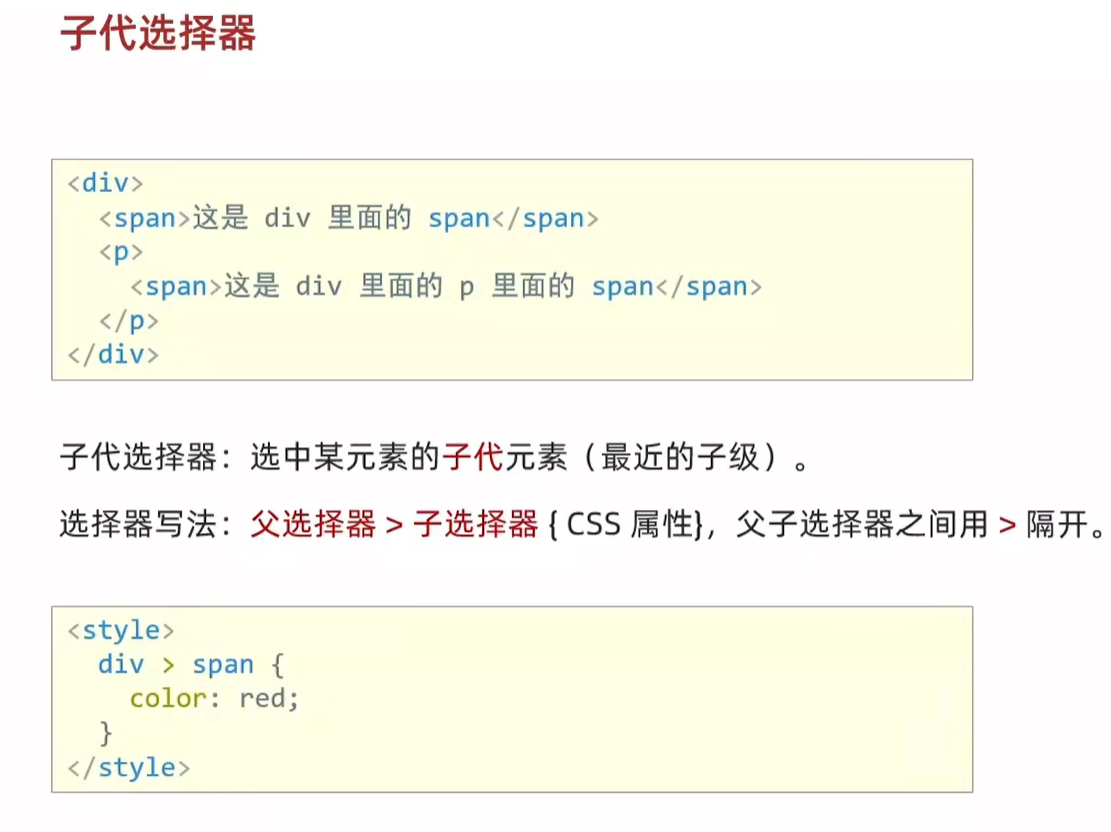 子代选择器
<div>
  <span>这是 div 里面的 span</span>
  <p>
    <span>这是 div 里面的 p 里面的 span</span>
  </p>
</div>
子代选择器：选中某元素的子代元素（最近的子级）。
选择器写法：父选择器 > 子选择器 { CSS 属性}，父子选择器之间用 > 隔开。
<style>
  div > span {
    color: red;
  }
</style>